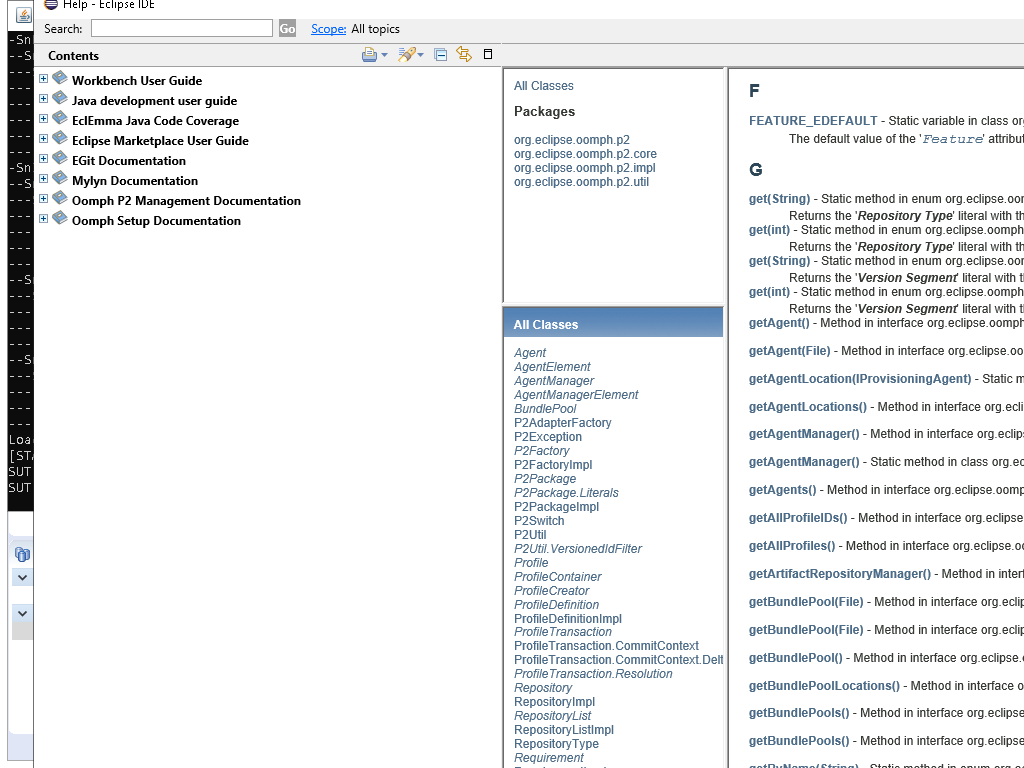 Help - Eclipse IDE
Search:
Go
Scope: All topics
Contents
Workbench User Guide
Java development user guide
EclEmma Java Code Coverage
Eclipse Marketplace User Guide
EGit Documentation
Mylyn Documentation
Oomph P2 Management Documentation
Oomph Setup Documentation
All Classes
Packages
org.eclipse.oomph.p2
org.eclipse.oomph.p2.core
org.eclipse.oomph.p2.impl
org.eclipse.oomph.p2.util
All Classes
Agent
AgentElement
AgentManager
AgentManagerElement
BundlePool
P2AdapterFactory
P2Exception
P2Factory
P2FactoryImpl
P2Package
P2Package.Literals
P2PackageImpl
P2Switch
P2Util
P2Util.VersionedIdFilter
Profile
ProfileContainer
ProfileCreator
ProfileDefinition
ProfileDefinitionImpl
ProfileTransaction
ProfileTransaction.CommitContext
ProfileTransaction.CommitContext.Delt
ProfileTransaction.Resolution
Repository
RepositoryImpl
RepositoryList
RepositoryListImpl
RepositoryType
Requirement
F
FEATURE_EDEFAULT - Static variable in class org
The default value of the 'Feature' attribut
G
get(String) - Static method in enum org.eclipse.oom
Returns the 'Repository Type' literal with th
get(int) - Static method in enum org.eclipse.oomph
Returns the 'Repository Type' literal with th
get(String) - Static method in enum org.eclipse.oom
Returns the 'Version Segment' literal with t
get(int) - Static method in enum org.eclipse.oomph
Returns the 'Version Segment' literal with t
getAgent() - Method in interface org.eclipse.oomph
getAgent(File) - Method in interface org.eclipse.oo
getAgentLocation(IProvisioningAgent) - Static m
getAgentLocations() - Method in interface org.ecli
getAgentManager() - Method in interface org.eclips
getAgentManager() - Static method in class org.ec
getAgents() - Method in interface org.eclipse.oomp
getAllProfileIDs() - Method in interface org.eclipse
getAllProfiles() - Method in interface org.eclipse.o
getArtifactRepositoryManager() - Method in interf
getBundlePool(File) - Method in interface org.eclip
getBundlePool(File) - Method in interface org.eclip
getBundlePool() - Method in interface org.eclipse.
getBundlePoolLocations() - Method in interface o
getBundlePools() - Method in interface org.eclipse
getBundlePools() - Method in interface org.eclipse
getByName(String) - Static method in enum org
-Sn
--S
-Sn
--S
--S
--S
Loa
[STA
SUT
SUT